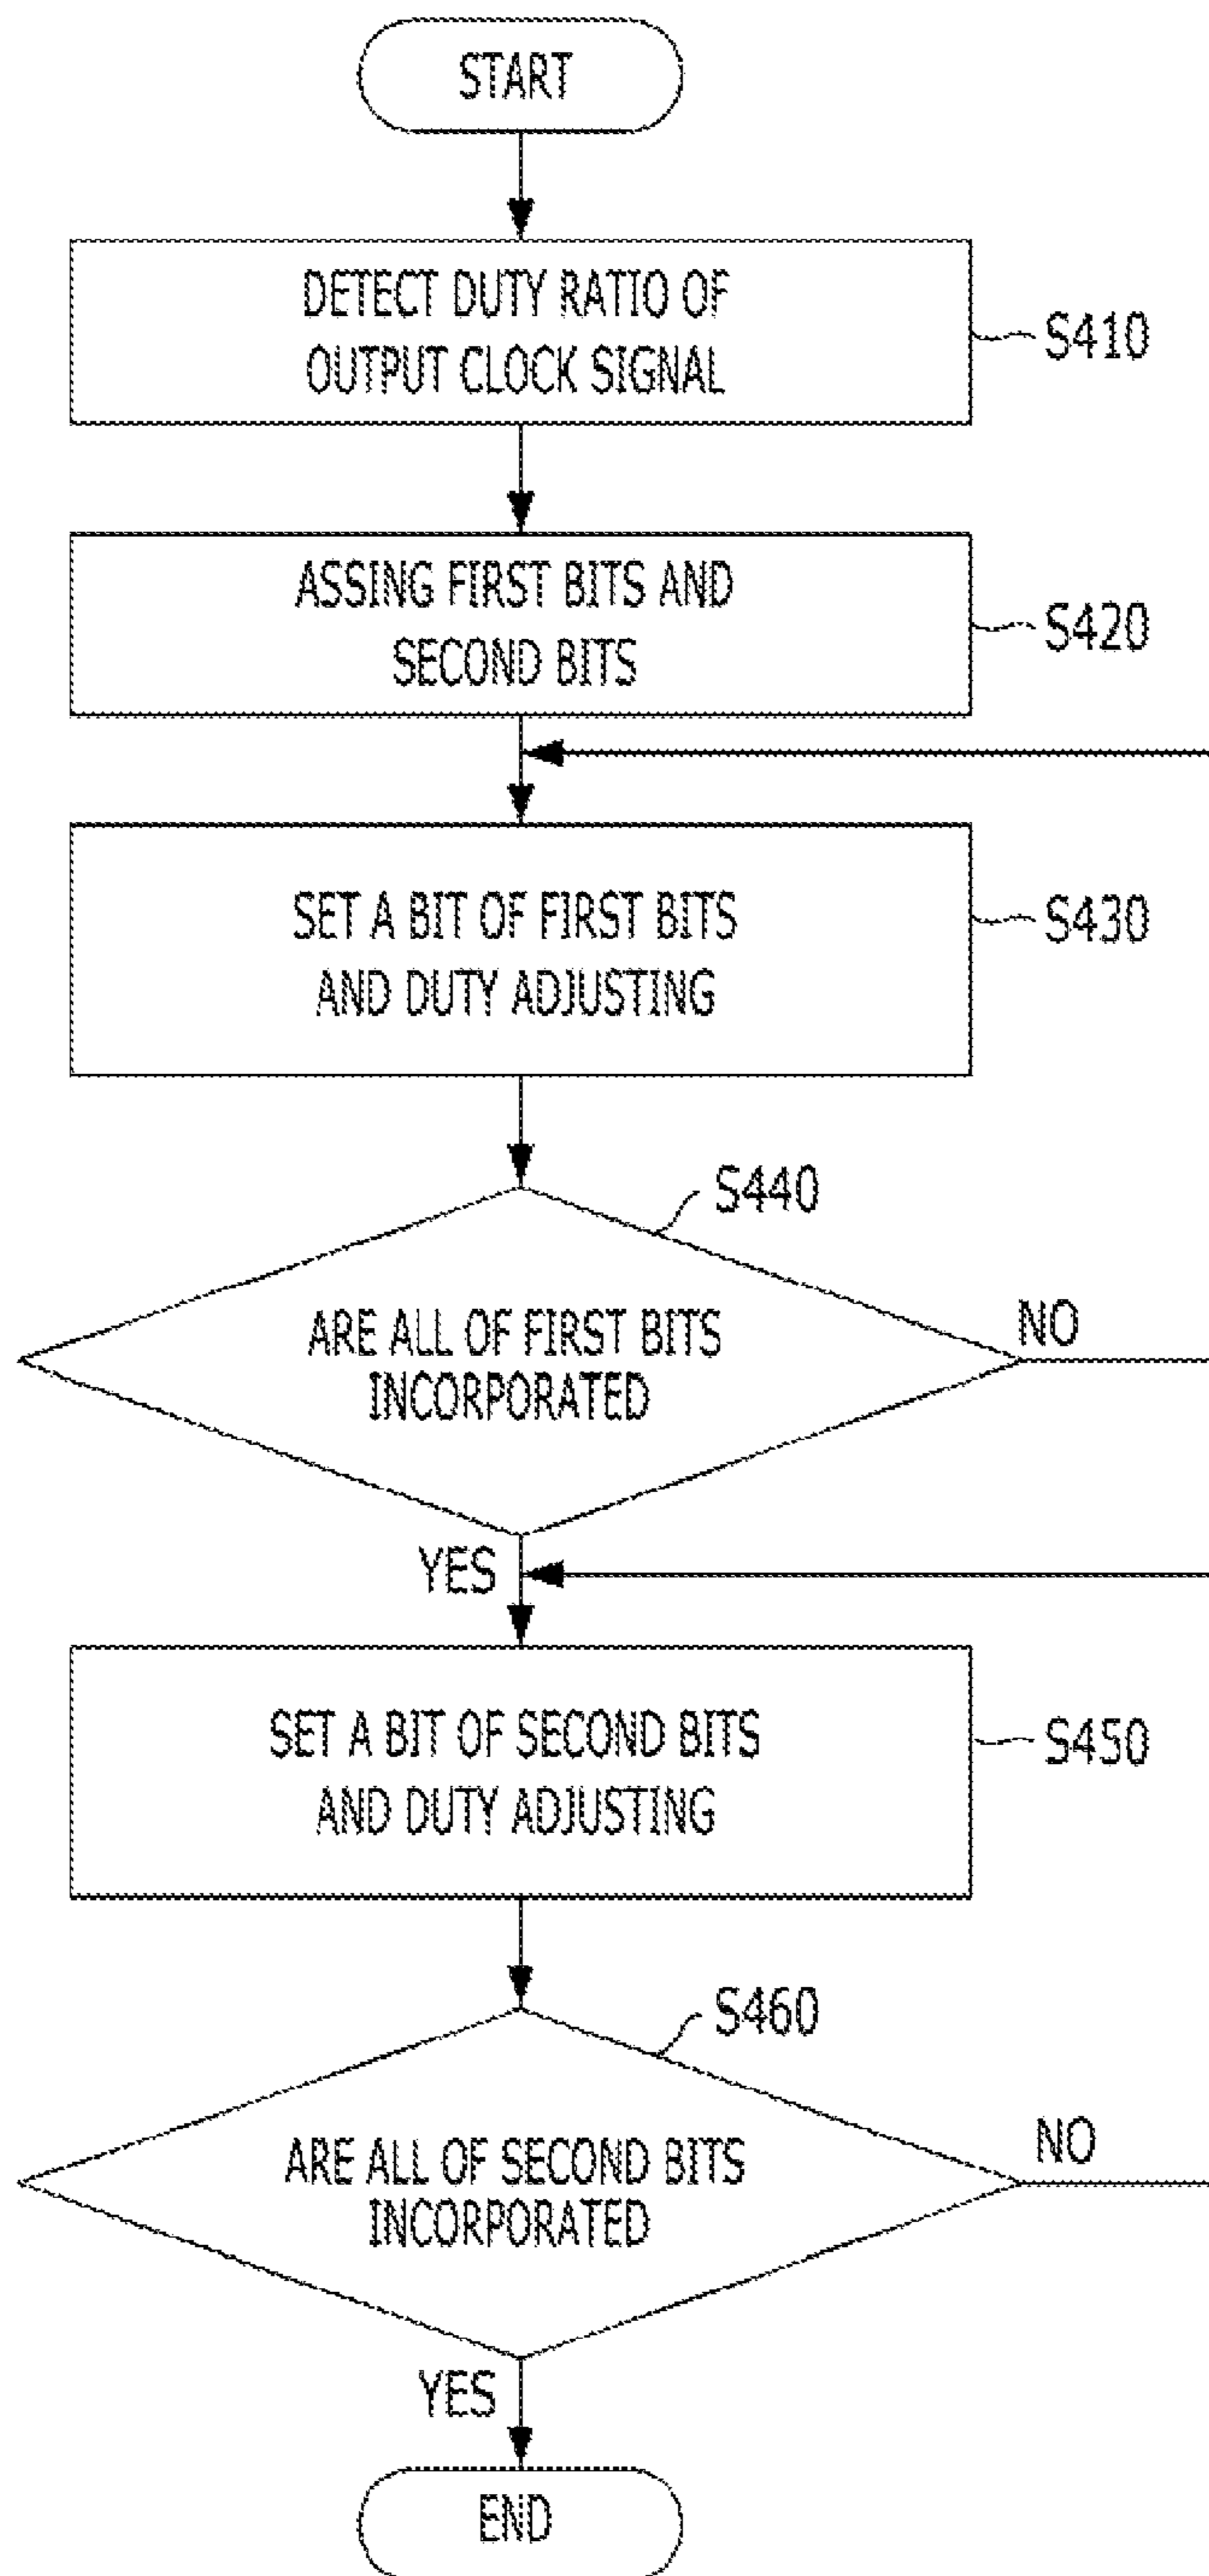 START
DETECT DUTY RATIO OF
OUTPUT CLOCK SIGNAL
S410
ASSING FIRST BITS AND
SECOND BITS
S420
SET A BIT OF FIRST BITS
AND DUTY ADJUSTING
S430
S440
ARE ALL OF FIRST BITS
INCORPORATED
NO
YES
SET A BIT OF SECOND BITS
AND DUTY ADJUSTING
S450
S460
ARE ALL OF SECOND BITS
INCORPORATED
NO
YES
END